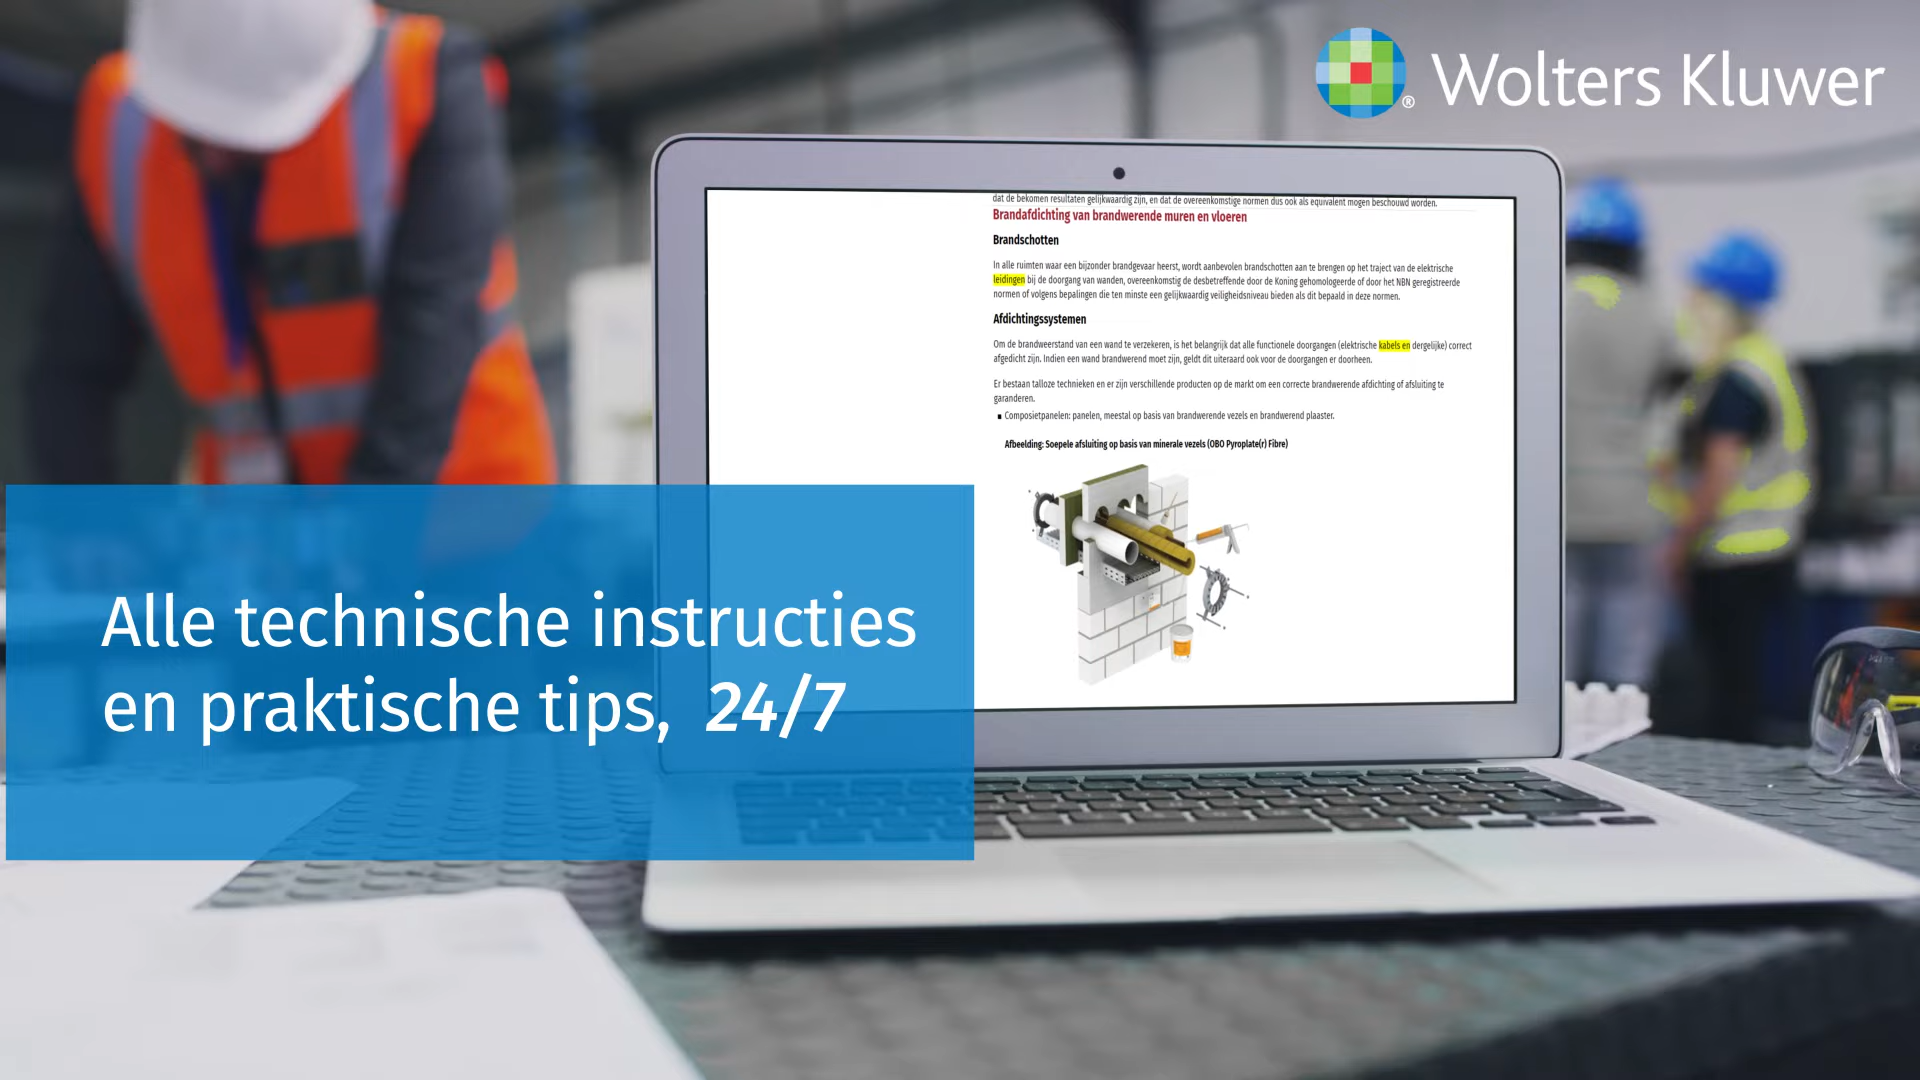 Wolters Kluwer
®
dat de bekomen resultaten gelijkwaardig zijn, en dat de overeenkomstige normen dus ook als equivalent mogen beschouwd worden.
Brandafdichting van brandwerende muren en vloeren
Brandschotten
In alle ruimten waar een bijzonder brandgevaar heerst, wordt aanbevolen brandschotten aan te brengen op het traject van de elektrische
leidingen bij de doorgang van wanden, overeenkomstig de desbetreffende door de Koning gehomologeerde of door het NBN geregistreerde
normen of volgens bepalingen die ten minste een gelijkwaardig veiligheidsniveau bieden als dit bepaald in deze normen.
Afdichtingssystemen
Om de brandweerstand van een wand te verzekeren, is het belangrijk dat alle functionele doorgangen (elektrische kabels en dergelijke) correct
afgedicht zijn. Indien een wand brandwerend moet zijn, geldt dit uiteraard ook voor de doorgangen er doorheen.
Er bestaan talloze technieken en er zijn verschillende producten op de markt om een correcte brandwerende afdichting of afsluiting te
garanderen.
▪ Composietpanelen: panelen, meestal op basis van brandwerende vezels en brandwerend plaaster.
Afbeelding: Soepele afsluiting op basis van minerale vezels (OBO Pyroplate(r) Fibre)
Alle technische instructies
en praktische tips, 24/7